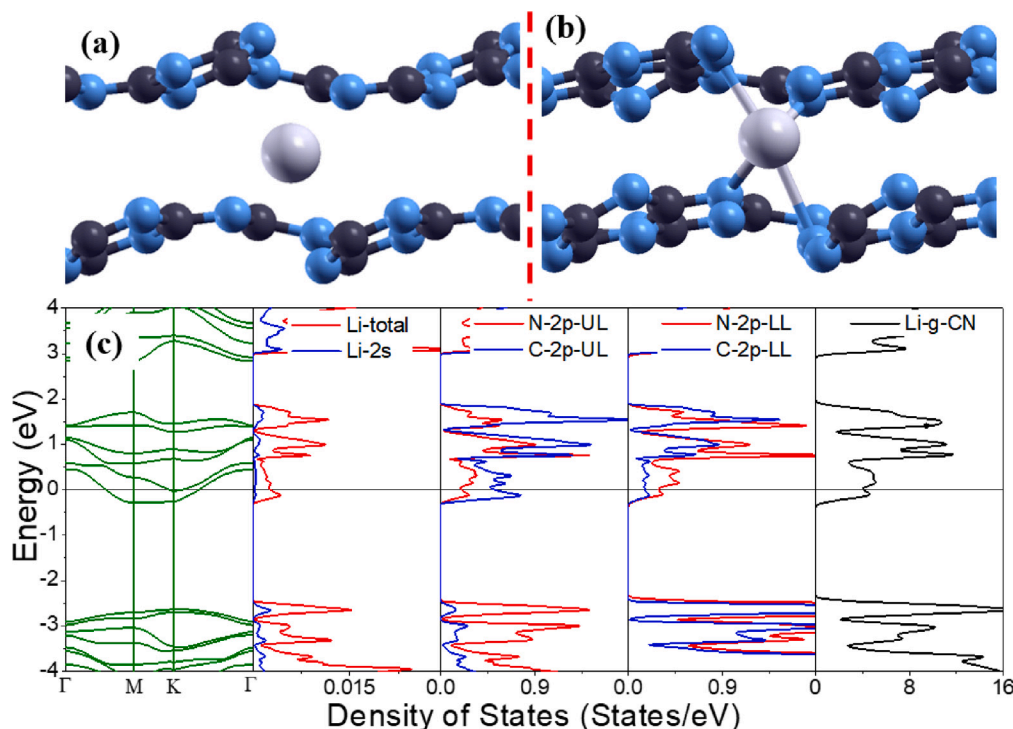 (a)
(b)
(c)
4
3
2
1
0
-1
-2
-3
-4
Energy (eV)
Li-total
Li-2s
N-2p-UL
C-2p-UL
N-2p-LL
C-2p-LL
Li-g-CN
Γ M K Γ 0.015 0.0 0.9 0.0 0.9 0 8 16
Density of States (States/eV)